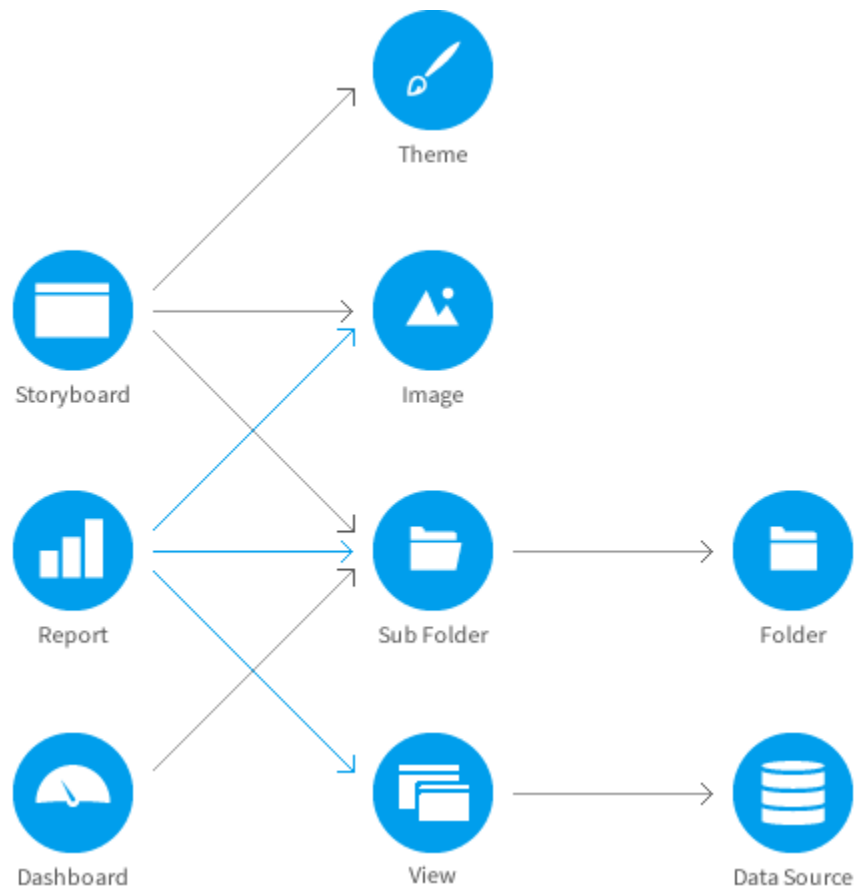 Theme
Storyboard
Image
Report
Sub Folder
Folder
Dashboard
View
Data Source